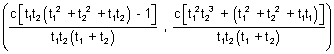 ( c[t₁t₂(t₁² + t₂² + t₁t₂) - 1] / t₁t₂(t₁ + t₂) , c[t₁²t₂³ + (t₁² + t₂² + t₁t₁)] / t₁t₂(t₁ + t₂) )